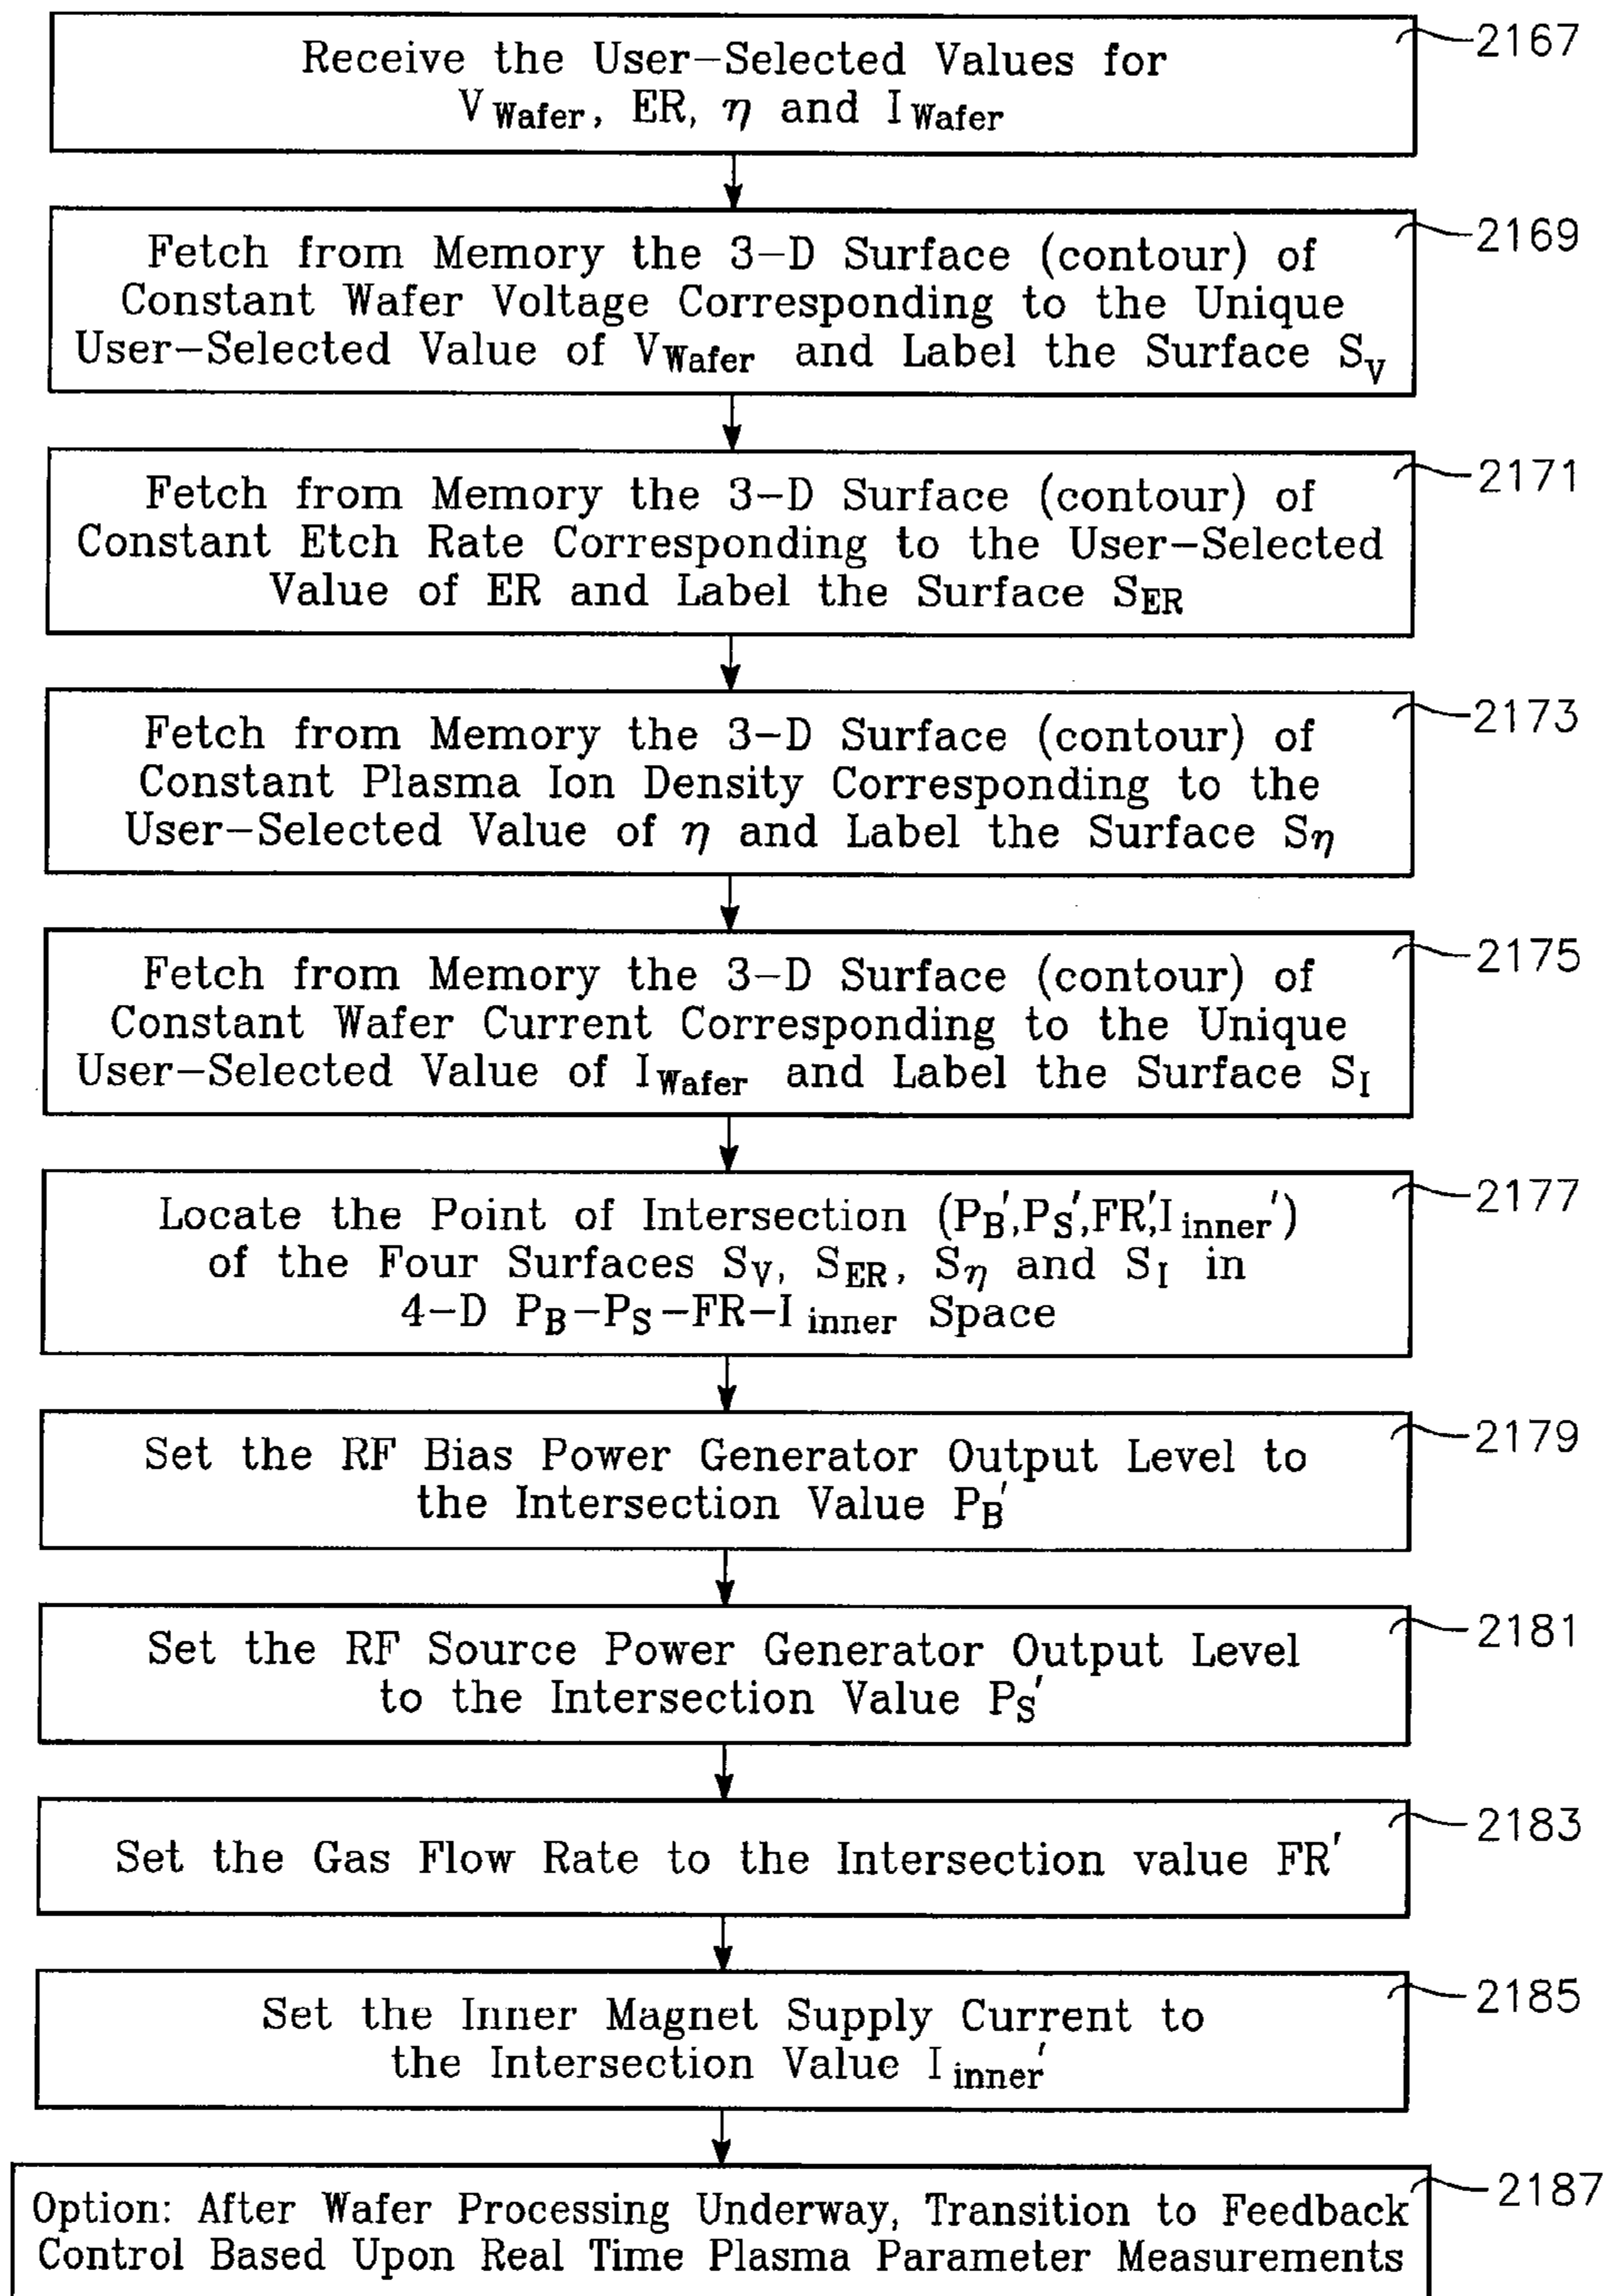 Receive the User-Selected Values for
V Wafer, ER, η and I Wafer
2167
Fetch from Memory the 3-D Surface (contour) of
Constant Wafer Voltage Corresponding to the Unique
User-Selected Value of VWafer and Label the Surface SV
2169
Fetch from Memory the 3-D Surface (contour) of
Constant Etch Rate Corresponding to the User-Selected
Value of ER and Label the Surface SER
2171
Fetch from Memory the 3-D Surface (contour) of
Constant Plasma Ion Density Corresponding to the
User-Selected Value of η and Label the Surface Sη
2173
Fetch from Memory the 3-D Surface (contour) of
Constant Wafer Current Corresponding to the Unique
User-Selected Value of I Wafer and Label the Surface SI
2175
Locate the Point of Intersection (PB',PS',FR',I inner')
of the Four Surfaces SV, SER, Sη and SI in
4-D PB-PS-FR-I inner Space
2177
Set the RF Bias Power Generator Output Level to
the Intersection Value PB'
2179
Set the RF Source Power Generator Output Level
to the Intersection Value PS'
2181
Set the Gas Flow Rate to the Intersection value FR'
2183
Set the Inner Magnet Supply Current to
the Intersection Value I inner'
2185
Option: After Wafer Processing Underway, Transition to Feedback
Control Based Upon Real Time Plasma Parameter Measurements
2187